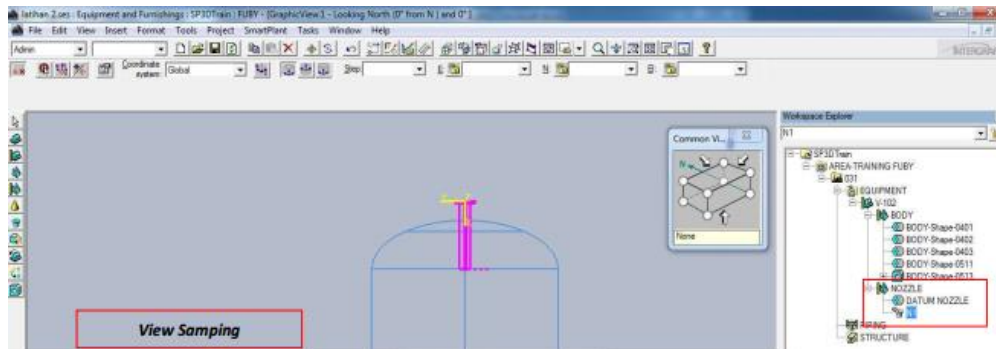 latihan 2.ses : Equipment and Furnishings : SP3DTrain : FUBY - [GraphicView:1 - Looking North (0° from N ) and 0° ]
File Edit View Insert Format Tools Project SmartPlant Tasks Window Help
Admin
INTERGRAPH
Coordinate system: Global Step: E: N: B:
Workspace Explorer
N1
Common Vi...
N
None
SP3DTrain
AREA-TRAINING FUBY
031
EQUIPMENT
V-102
BODY
BODY-Shape-0401
BODY-Shape-0402
BODY-Shape-0403
BODY-Shape-0511
BODY-Shape-0513
NOZZLE
DATUM NOZZLE
N1
PIPING
STRUCTURE
View Samping